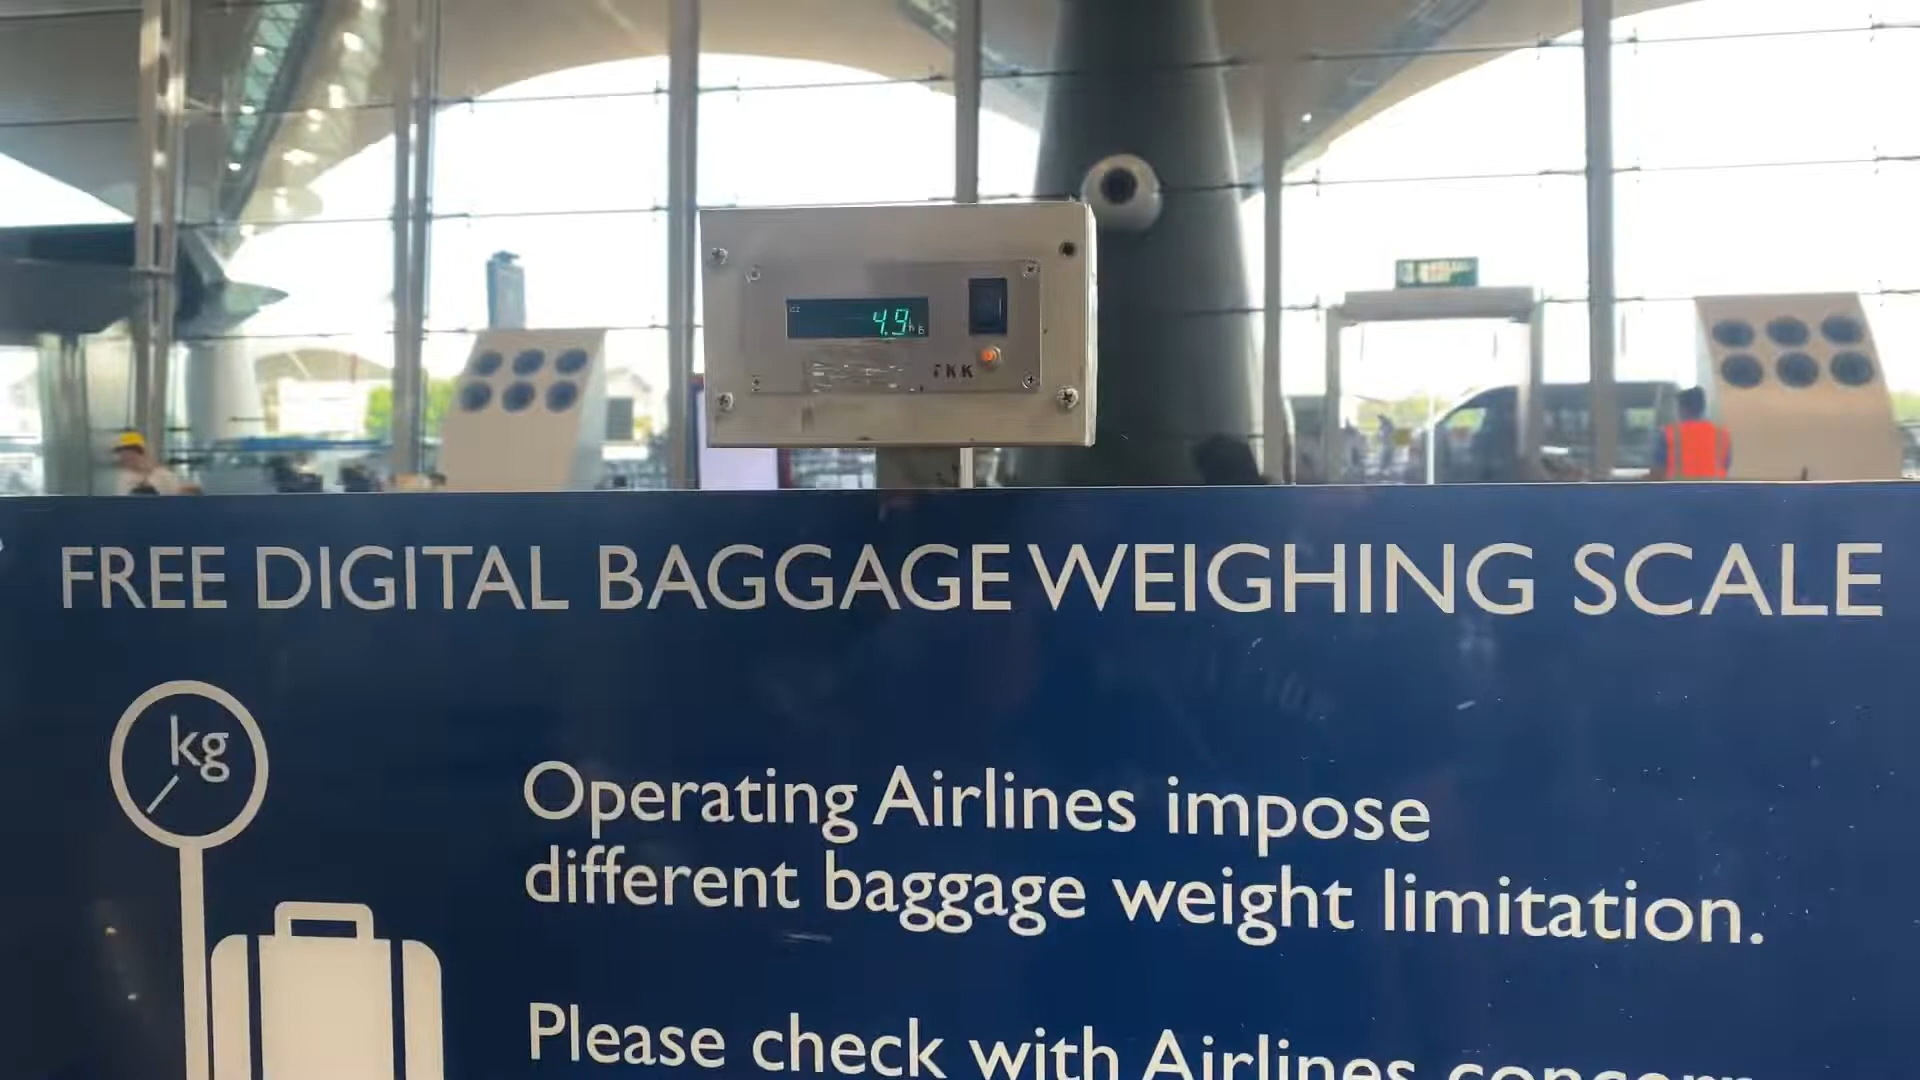 4.9
FREE DIGITAL BAGGAGE WEIGHING SCALE
kg
Operating Airlines impose
different baggage weight limitation.
Please check with Airlines